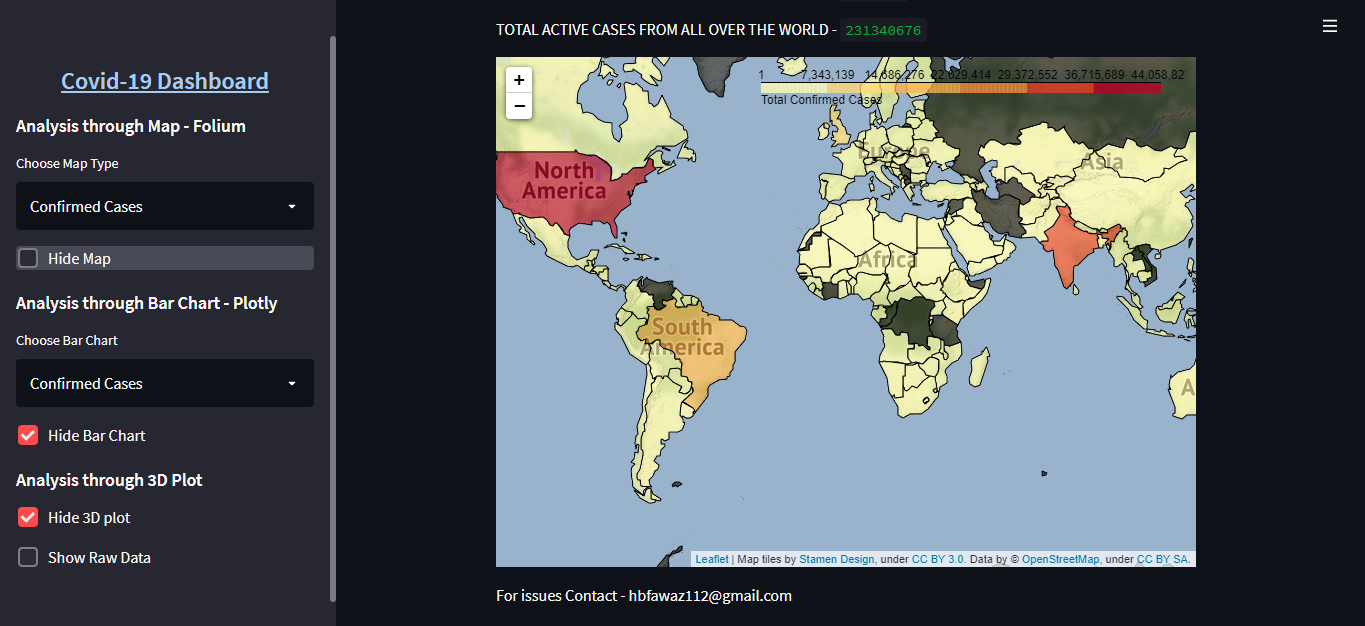 Covid-19 Dashboard
Analysis through Map - Folium
Choose Map Type
Confirmed Cases
Hide Map
Analysis through Bar Chart - Plotly
Choose Bar Chart
Confirmed Cases
Hide Bar Chart
Analysis through 3D Plot
Hide 3D plot
Show Raw Data
TOTAL ACTIVE CASES FROM ALL OVER THE WORLD - 231340676
+
−
1 7,343,139 14,686,276 22,029,414 29,372,552 36,715,689 44,058,82
Total Confirmed Cases
Europe
Asia
North
America
Africa
South
America
A
Leaflet | Map tiles by Stamen Design, under CC BY 3.0. Data by © OpenStreetMap, under CC BY SA.
For issues Contact - hbfawaz112@gmail.com